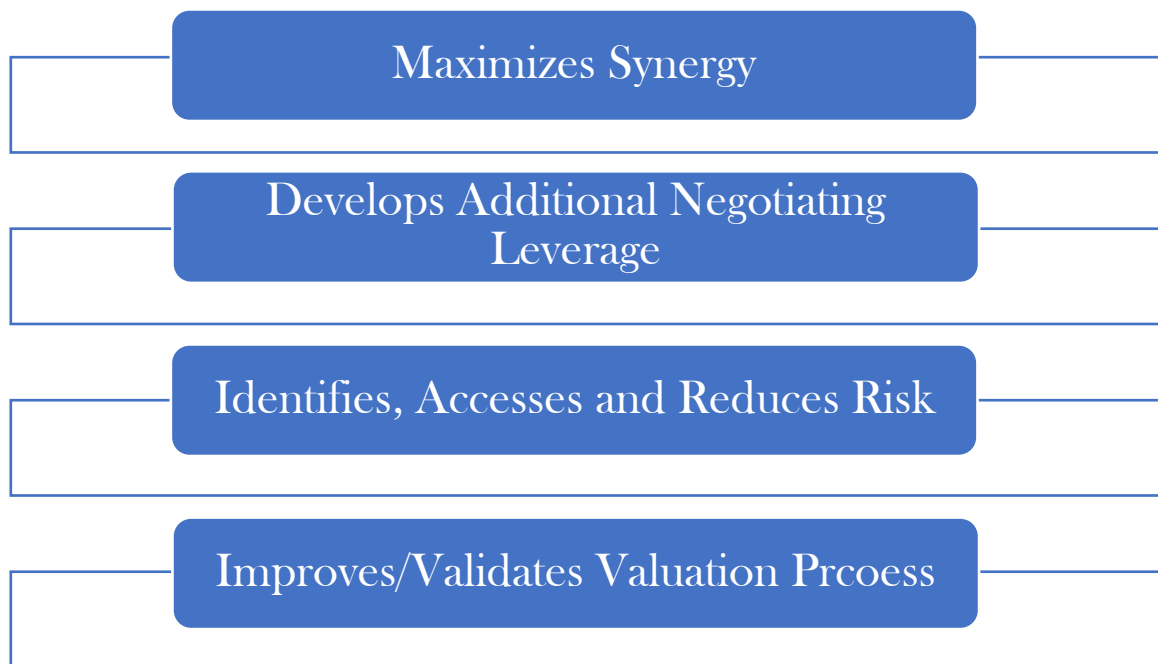 Maximizes Synergy
Develops Additional Negotiating
Leverage
Identifies, Accesses and Reduces Risk
Improves/Validates Valuation Prcoess